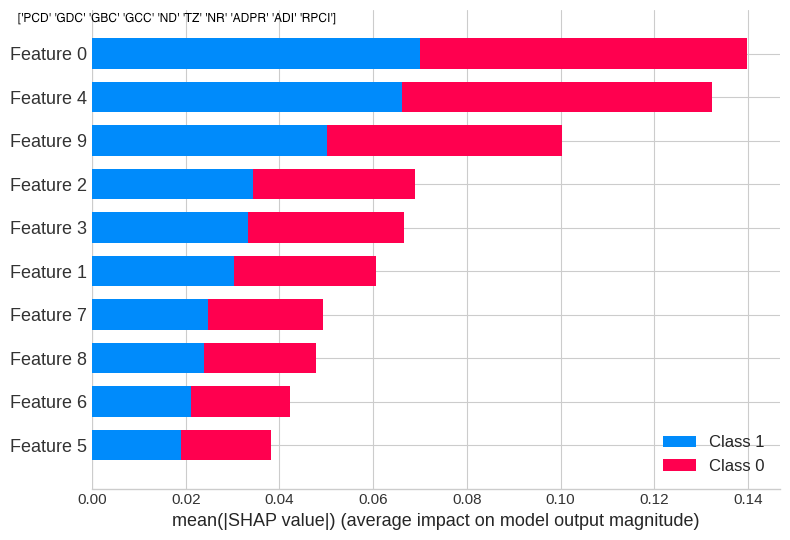 ['PCD' 'GDC' 'GBC' 'GCC' 'ND' 'TZ' 'NR' 'ADPR' 'ADI' 'RPCI']
Feature 0
Feature 4
Feature 9
Feature 2
Feature 3
Feature 1
Feature 7
Feature 8
Feature 6
Feature 5
Class 1
Class 0
0.00 0.02 0.04 0.06 0.08 0.10 0.12 0.14
mean(|SHAP value|) (average impact on model output magnitude)